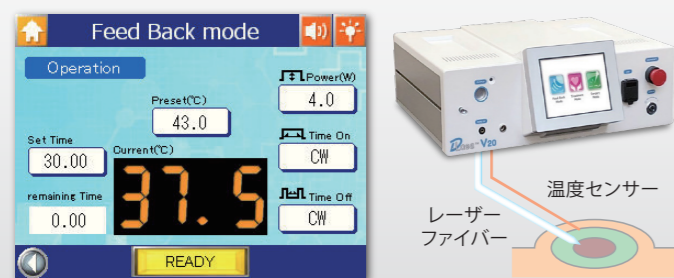 Feed Back mode
Operation
Power(W)
4.0
Preset(℃)
43.0
Time On
CW
Set Time
30.00
Current(℃)
37.5
remaining Time
0.00
Time Off
CW
READY
V20
温度センサー
レーザー
ファイバー